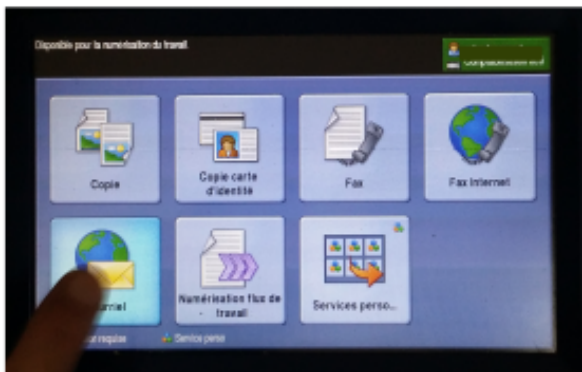 Disponible pour la numérisation du travail.
Copie
Copie carte
d'identité
Fax
Fax Internet
Numérisation flux de
travail
Services perso...
requise
Service perso